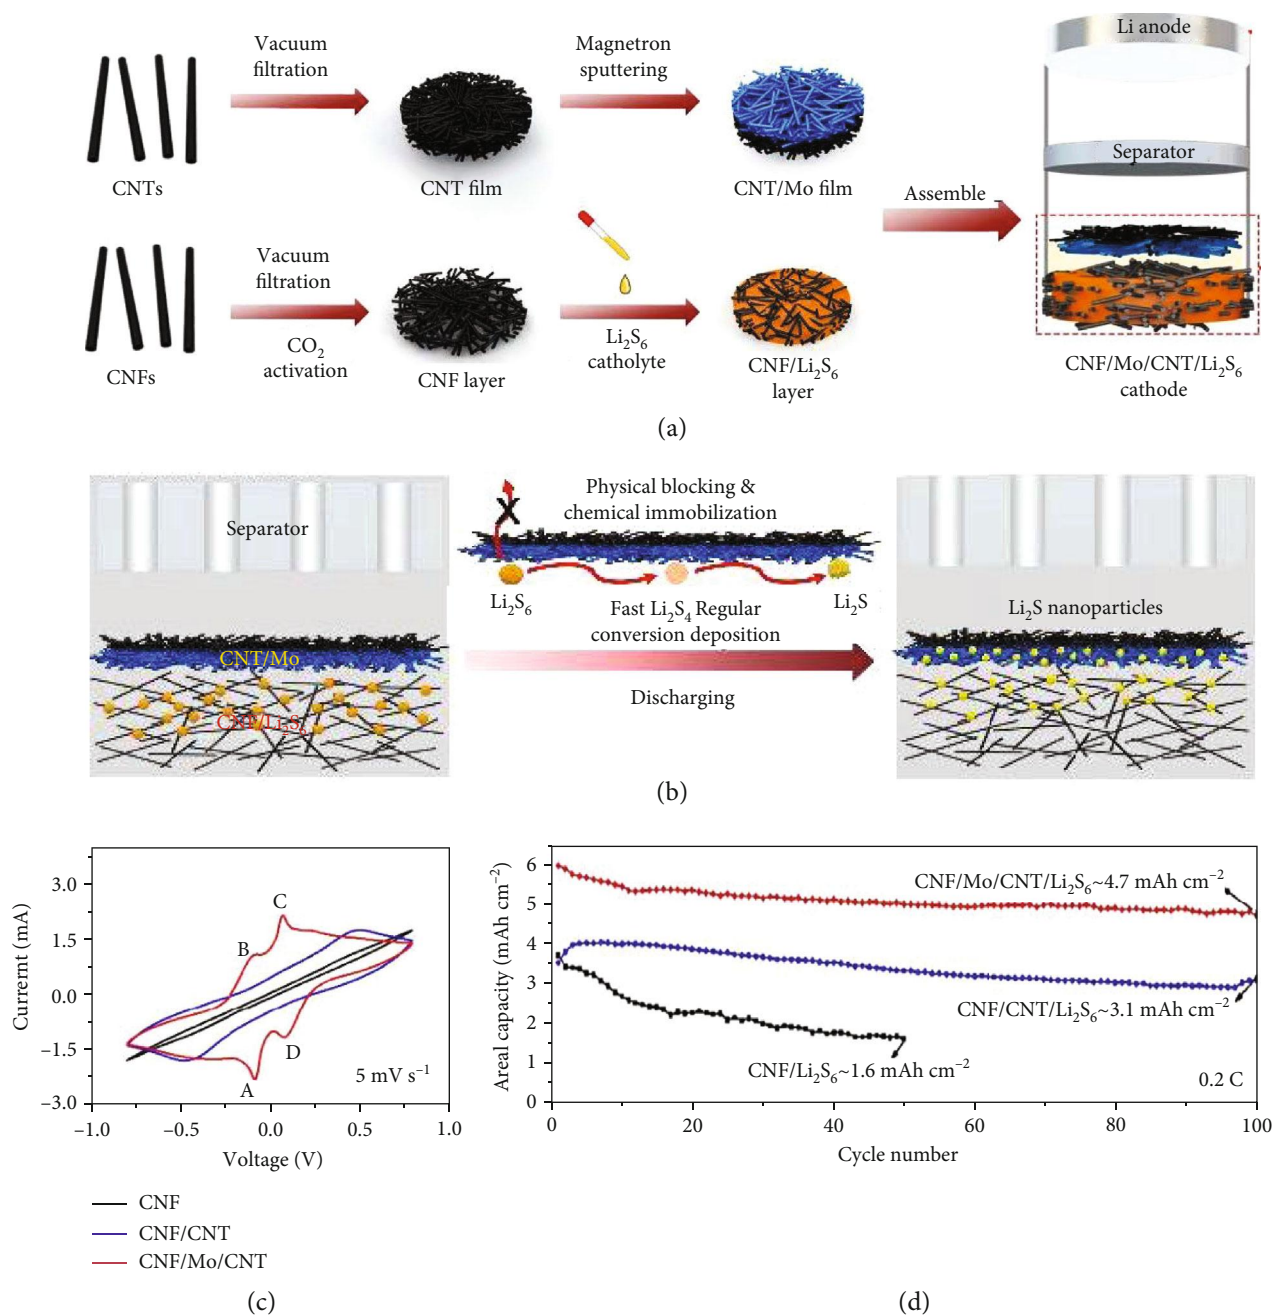 Vacuum
filtration
Magnetron
sputtering
Li anode
Separator
CNTs
CNT film
CNT/Mo film
Assemble
Vacuum
filtration
CO2
activation
Li2S6
catholyte
CNFs
CNF layer
CNF/Li2S6
layer
CNF/Mo/CNT/Li2S6
cathode
(a)
Separator
CNT/Mo
CNF/Li2S6
Physical blocking &
chemical immobilization
Li2S6
Li2S
Fast Li2S4 Regular
conversion deposition
Discharging
Li2S nanoparticles
(b)
Currernt (mA)
3.0
1.5
0.0
−1.5
−3.0
C
B
D
A
5 mV s−1
−1.0
−0.5
0.0
0.5
1.0
Voltage (V)
CNF
CNF/CNT
CNF/Mo/CNT
(c)
Areal capacity (mAh cm−2)
6
5
4
3
2
1
0
CNF/Mo/CNT/Li2S6~4.7 mAh cm−2
CNF/CNT/Li2S6~3.1 mAh cm−2
CNF/Li2S6~1.6 mAh cm−2
0.2 C
0
20
40
60
80
100
Cycle number
(d)